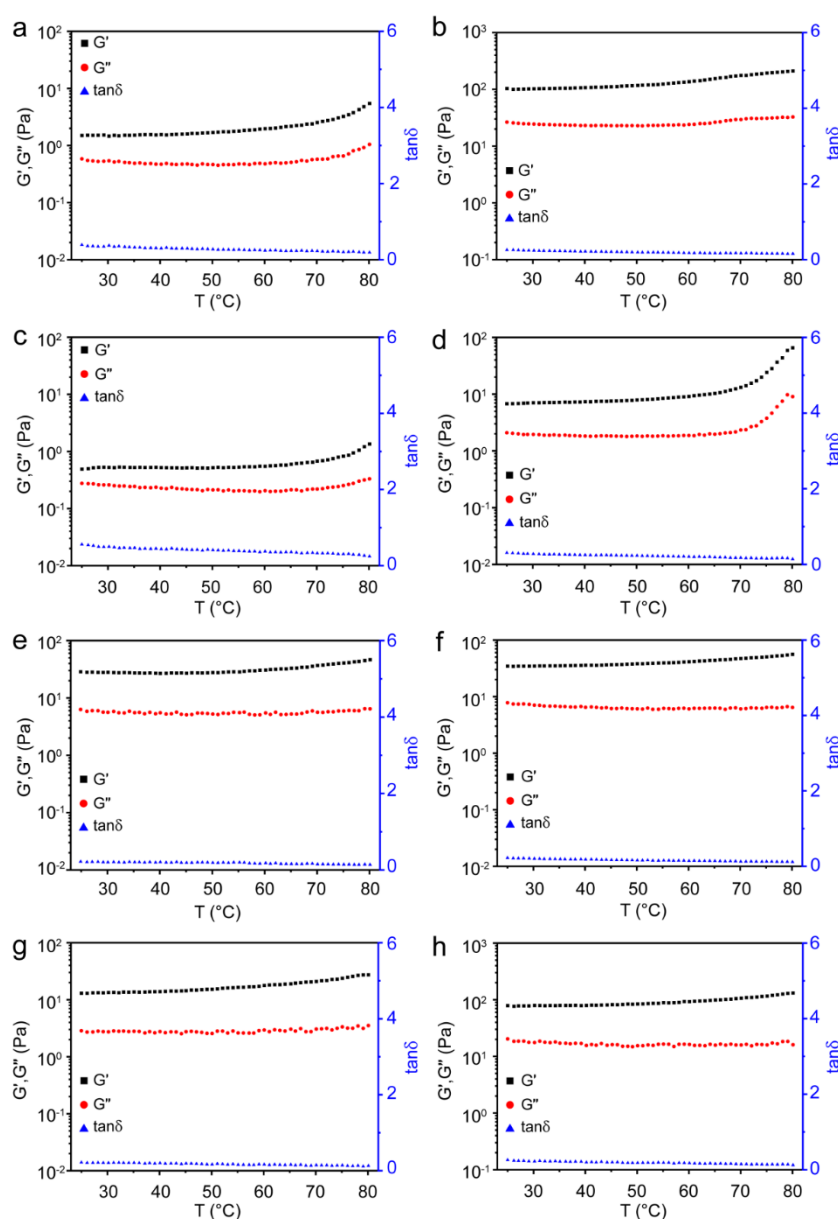 a
G′
G″
tanδ
10²
10¹
10⁰
10⁻¹
10⁻²
G′,G″ (Pa)
30 40 50 60 70 80
T (°C)
6
4
2
0
tanδ
b
10³
10²
10¹
10⁰
10⁻¹
G′,G″ (Pa)
G′
G″
tanδ
30 40 50 60 70 80
T (°C)
6
4
2
0
tanδ
c
G′
G″
tanδ
10²
10¹
10⁰
10⁻¹
10⁻²
G′,G″ (Pa)
30 40 50 60 70 80
T (°C)
6
4
2
0
tanδ
d
10²
10¹
10⁰
10⁻¹
10⁻²
G′,G″ (Pa)
G′
G″
tanδ
30 40 50 60 70 80
T (°C)
6
4
2
0
tanδ
e
10²
10¹
10⁰
10⁻¹
10⁻²
G′,G″ (Pa)
G′
G″
tanδ
30 40 50 60 70 80
T (°C)
6
4
2
0
tanδ
f
10²
10¹
10⁰
10⁻¹
10⁻²
G′,G″ (Pa)
G′
G″
tanδ
30 40 50 60 70 80
T (°C)
6
4
2
0
tanδ
g
10²
10¹
10⁰
10⁻¹
10⁻²
G′,G″ (Pa)
G′
G″
tanδ
30 40 50 60 70 80
T (°C)
6
4
2
0
tanδ
h
10³
10²
10¹
10⁰
10⁻¹
G′,G″ (Pa)
G′
G″
tanδ
30 40 50 60 70 80
T (°C)
6
4
2
0
tanδ